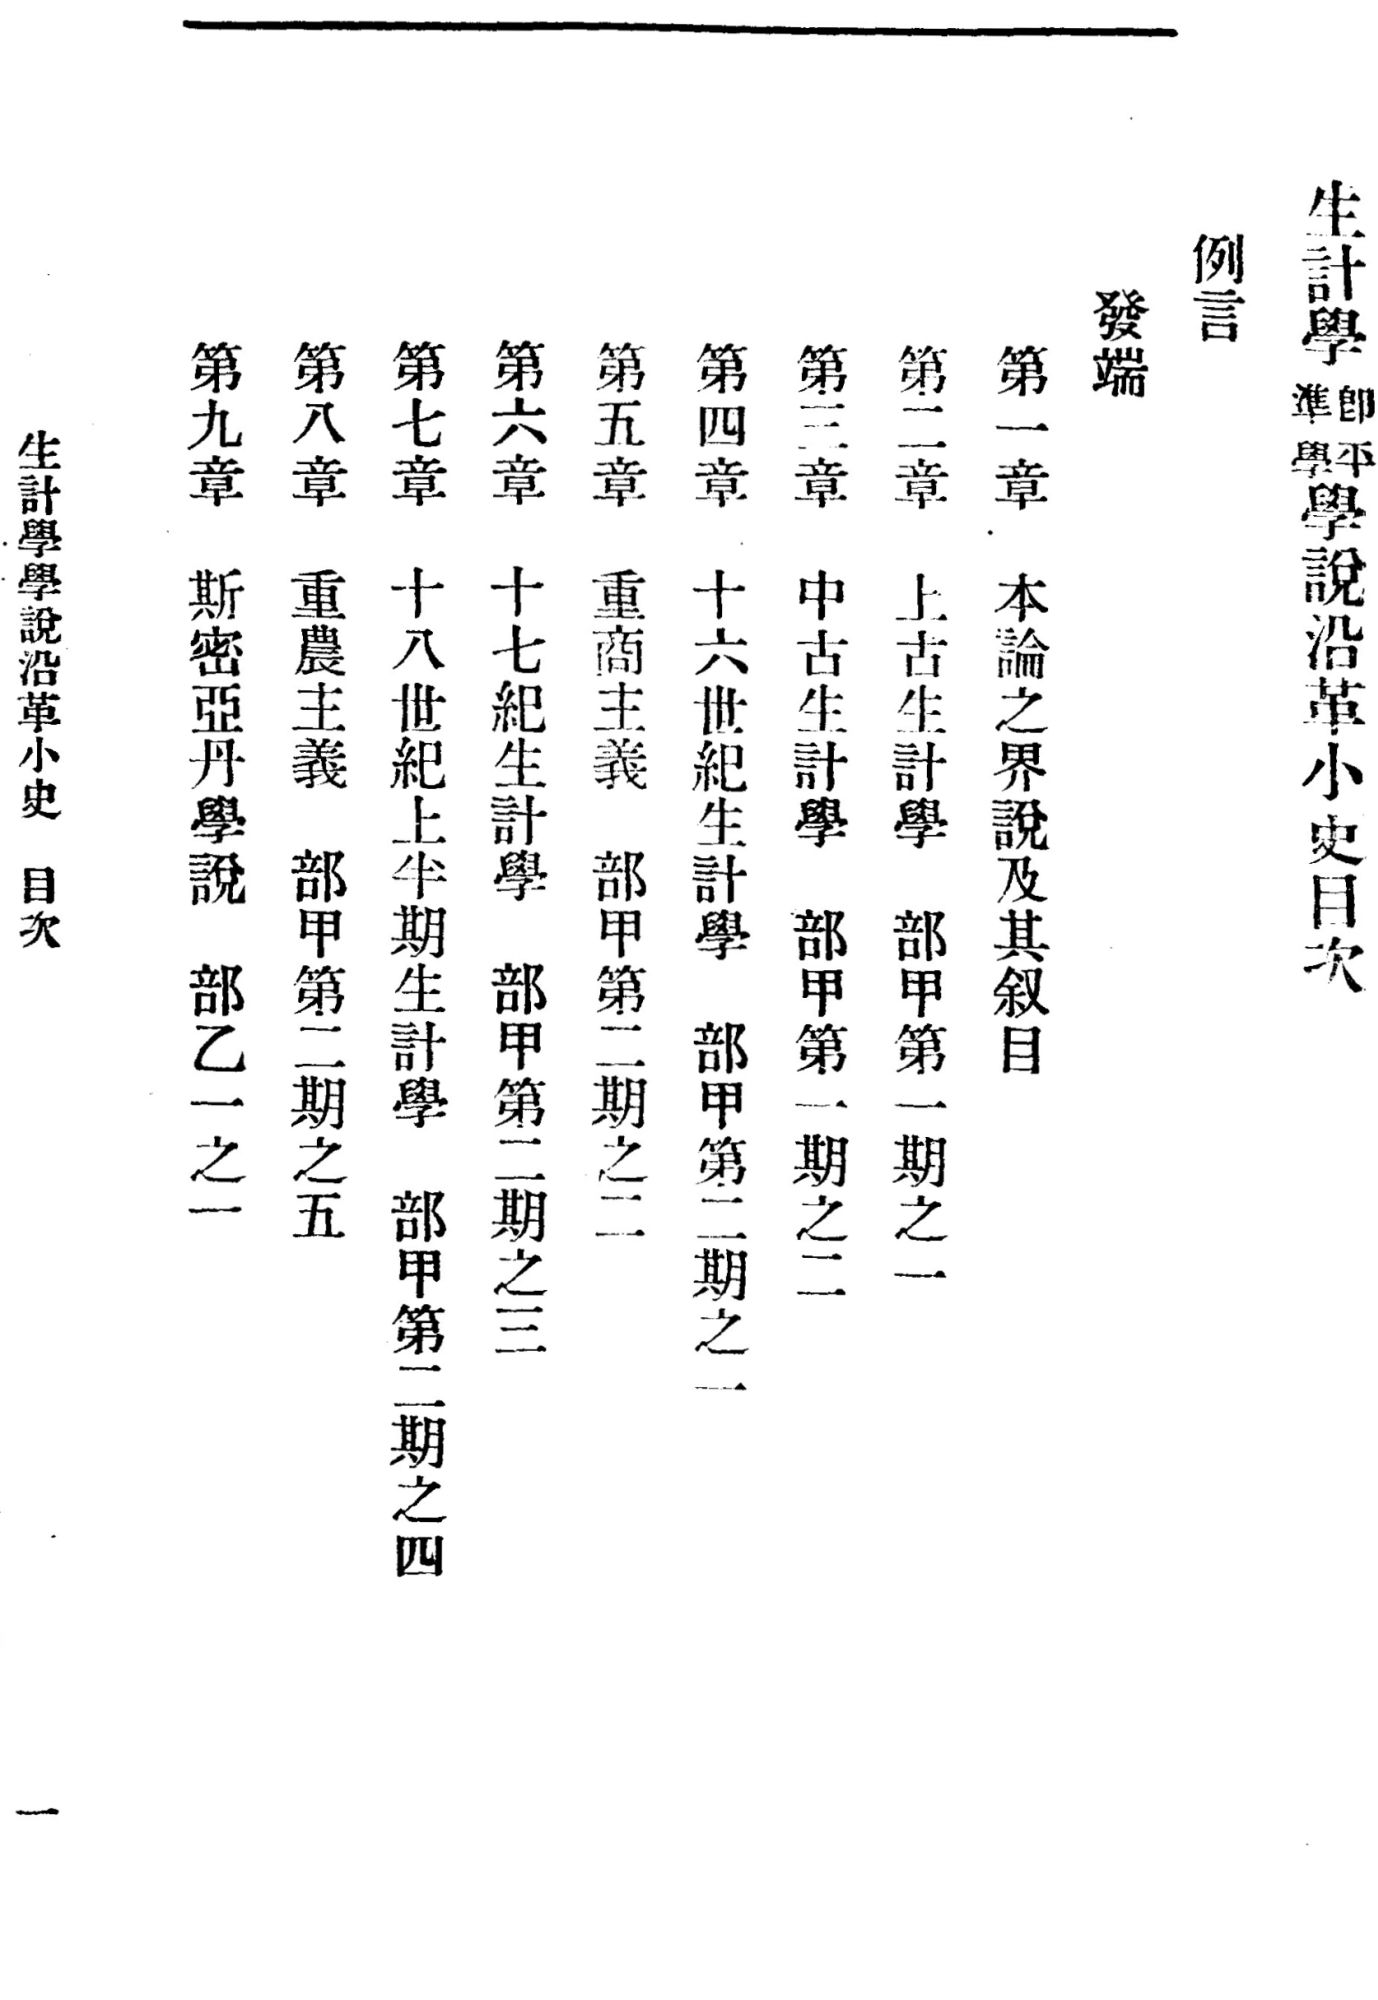 生計學即平準學學說沿革小史目次
例言
發端
第一章 本論之界說及其叙目
第二章 上古生計學 部甲第一期之一
第三章 中古生計學 部甲第一期之二
第四章 十六世紀生計學 部甲第二期之一
第五章 重商主義 部甲第二期之二
第六章 十七紀生計學 部甲第二期之三
第七章 十八世紀上半期生計學 部甲第二期之四
第八章 重農主義 部甲第二期之五
第九章 斯密亞丹學說 部乙一之一
生計學學說沿革小史 目次
一